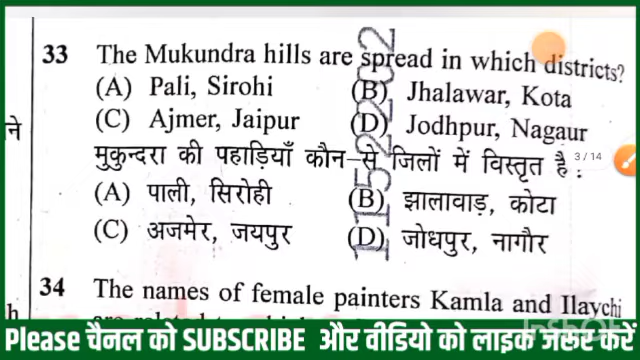 33 The Mukundra hills are spread in which districts?
(A) Pali, Sirohi (B) Jhalawar, Kota
(C) Ajmer, Jaipur (D) Jodhpur, Nagaur
ने
मुकुन्दरा की पहाड़ियाँ कौन-से जिलों में विस्तृत है :
3 / 14
(A) पाली, सिरोही (B) झालावाड़, कोटा
(C) अजमेर, जयपुर (D) जोधपुर, नागौर
34 The names of female painters Kamla and Ilaychi
h
Please चैनल को SUBSCRIBE और वीडियो को लाइक जरूर करें